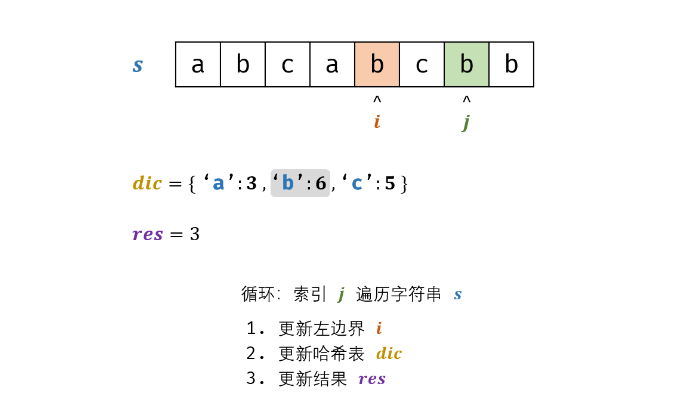 s a b c a b c b b
^ ^
i j
dic = { ‘a’:3 , ‘b’:6 , ‘c’:5 }
res = 3
循环: 索引 j 遍历字符串 s
1. 更新左边界 i
2. 更新哈希表 dic
3. 更新结果 res